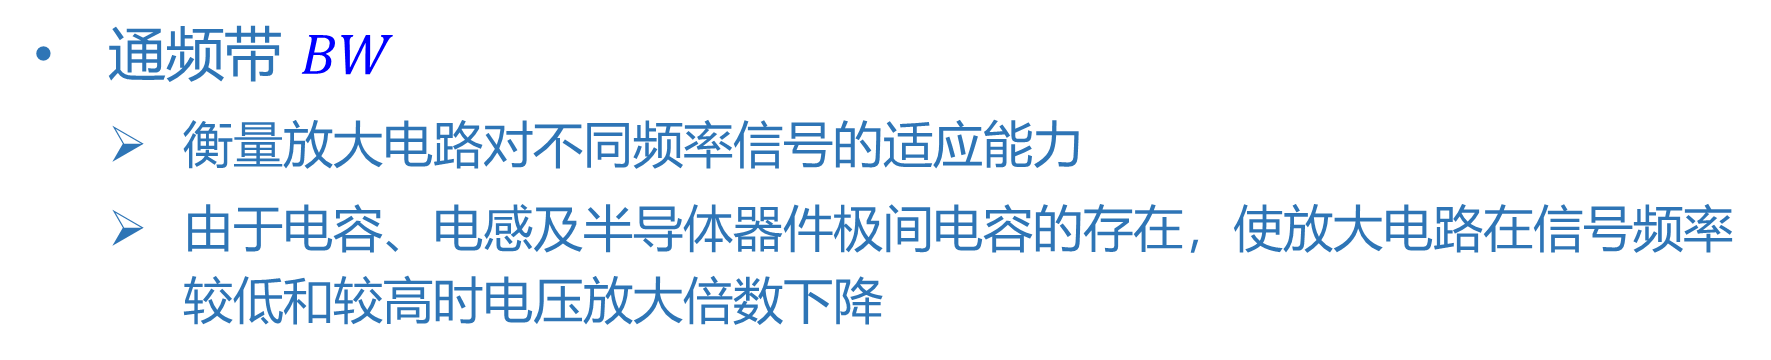 • 通频带 BW
➢ 衡量放大电路对不同频率信号的适应能力
➢ 由于电容、电感及半导体器件极间电容的存在，使放大电路在信号频率
较低和较高时电压放大倍数下降